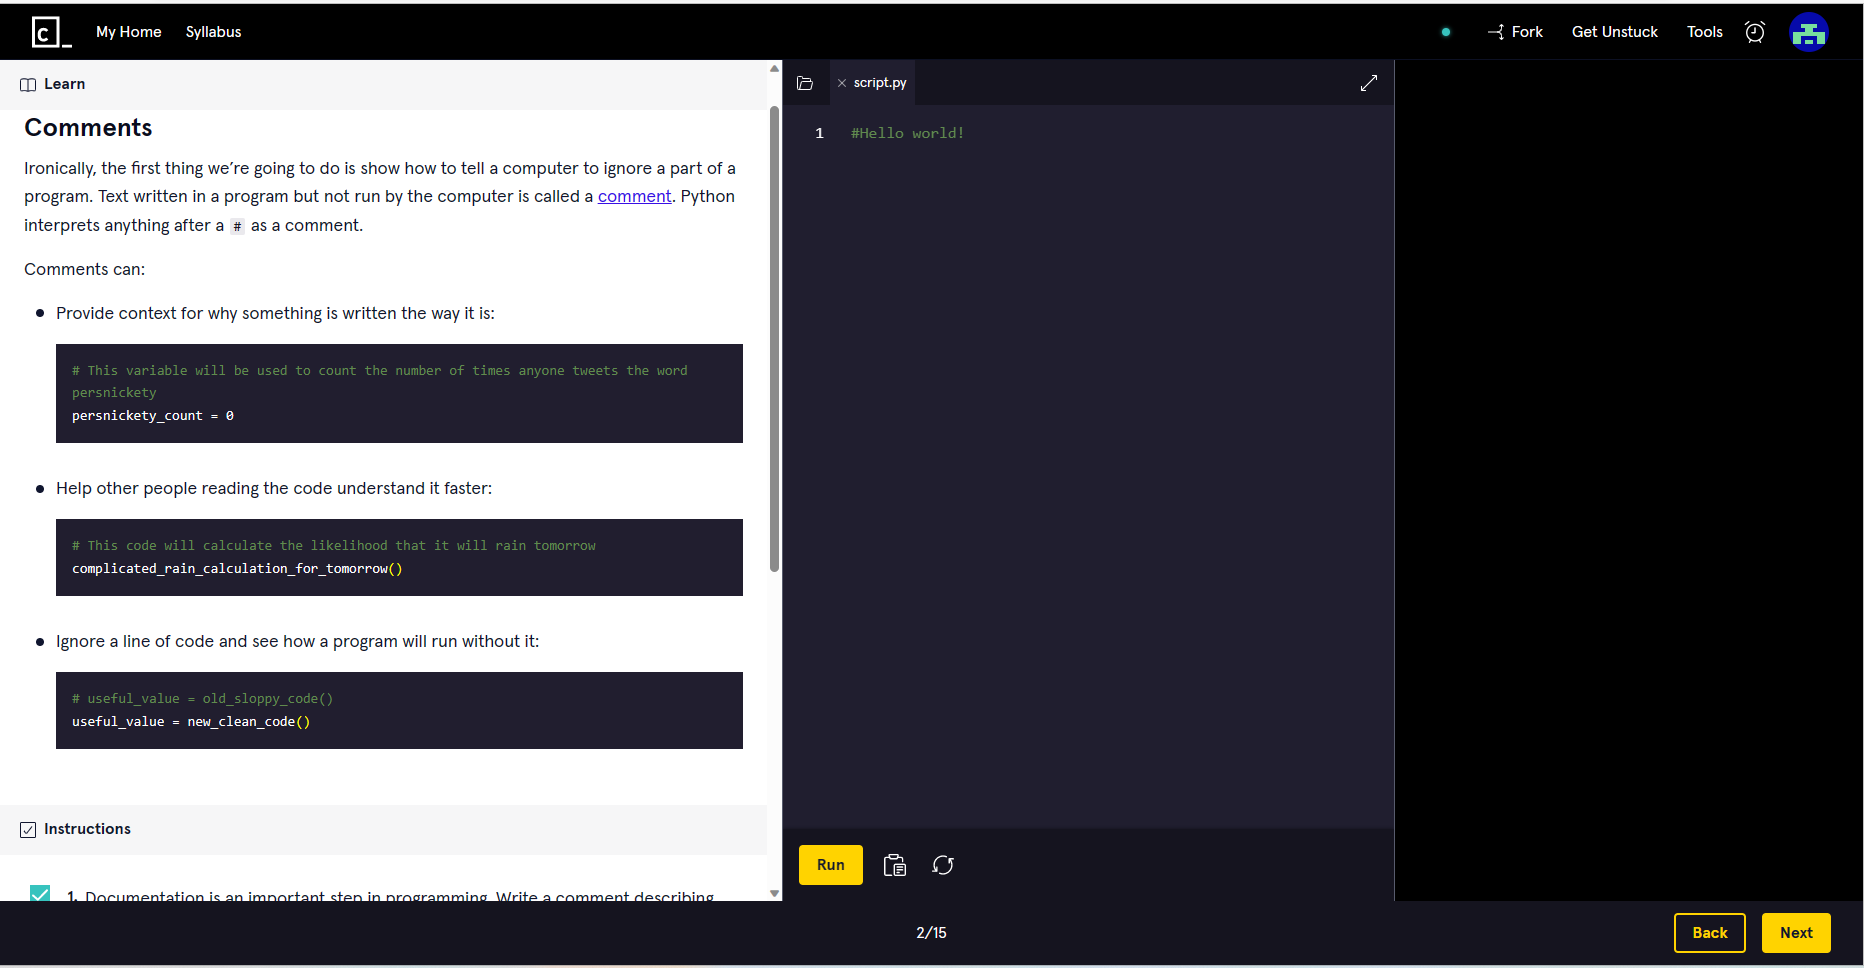 My Home Syllabus Fork Get Unstuck Tools
Learn
Comments
Ironically, the first thing we’re going to do is show how to tell a computer to ignore a part of a
program. Text written in a program but not run by the computer is called a comment. Python
interprets anything after a # as a comment.
Comments can:
Provide context for why something is written the way it is:
# This variable will be used to count the number of times anyone tweets the word
persnickety
persnickety_count = 0
Help other people reading the code understand it faster:
# This code will calculate the likelihood that it will rain tomorrow
complicated_rain_calculation_for_tomorrow()
Ignore a line of code and see how a program will run without it:
# useful_value = old_sloppy_code()
useful_value = new_clean_code()
Instructions
1. Documentation is an important step in programming. Write a comment describing
script.py
1 #Hello world!
Run
2/15
Back Next